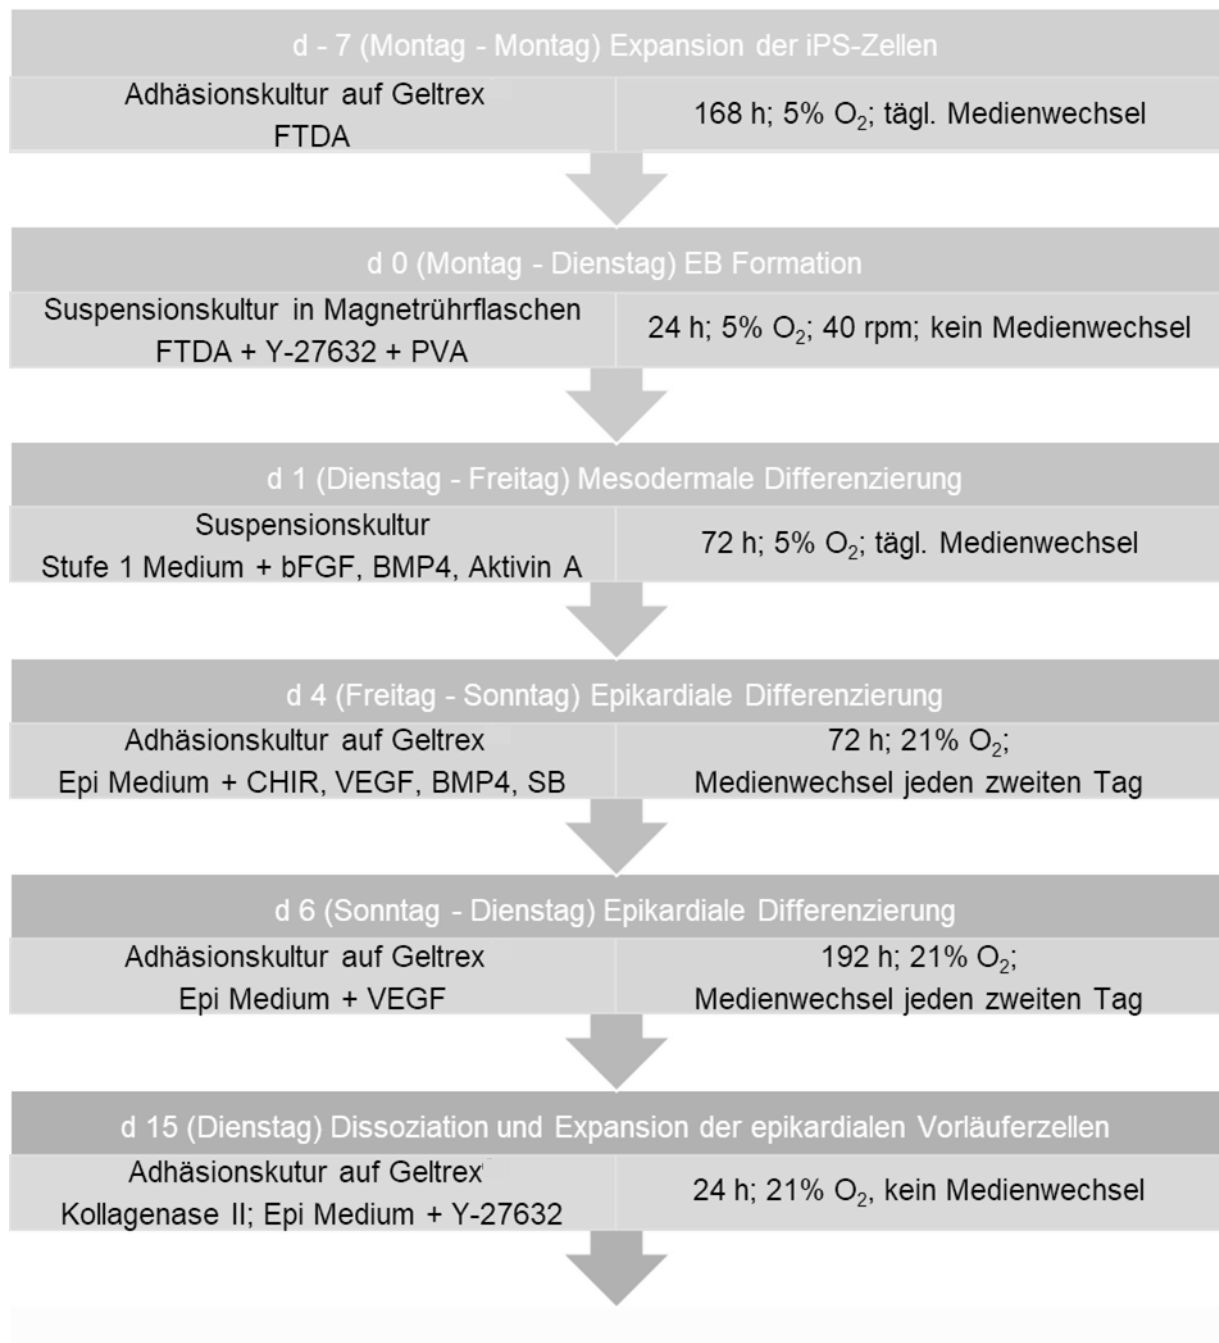 d - 7 (Montag - Montag) Expansion der iPS-Zellen
Adhäsionskultur auf Geltrex
FTDA
168 h; 5% O₂; tägl. Medienwechsel
d 0 (Montag - Dienstag) EB Formation
Suspensionskultur in Magnetrührflaschen
FTDA + Y-27632 + PVA
24 h; 5% O₂; 40 rpm; kein Medienwechsel
d 1 (Dienstag - Freitag) Mesodermale Differenzierung
Suspensionskultur
Stufe 1 Medium + bFGF, BMP4, Aktivin A
72 h; 5% O₂; tägl. Medienwechsel
d 4 (Freitag - Sonntag) Epikardiale Differenzierung
Adhäsionskultur auf Geltrex
Epi Medium + CHIR, VEGF, BMP4, SB
72 h; 21% O₂;
Medienwechsel jeden zweiten Tag
d 6 (Sonntag - Dienstag) Epikardiale Differenzierung
Adhäsionskultur auf Geltrex
Epi Medium + VEGF
192 h; 21% O₂;
Medienwechsel jeden zweiten Tag
d 15 (Dienstag) Dissoziation und Expansion der epikardialen Vorläuferzellen
Adhäsionskutur auf Geltrex
Kollagenase II; Epi Medium + Y-27632
24 h; 21% O₂, kein Medienwechsel